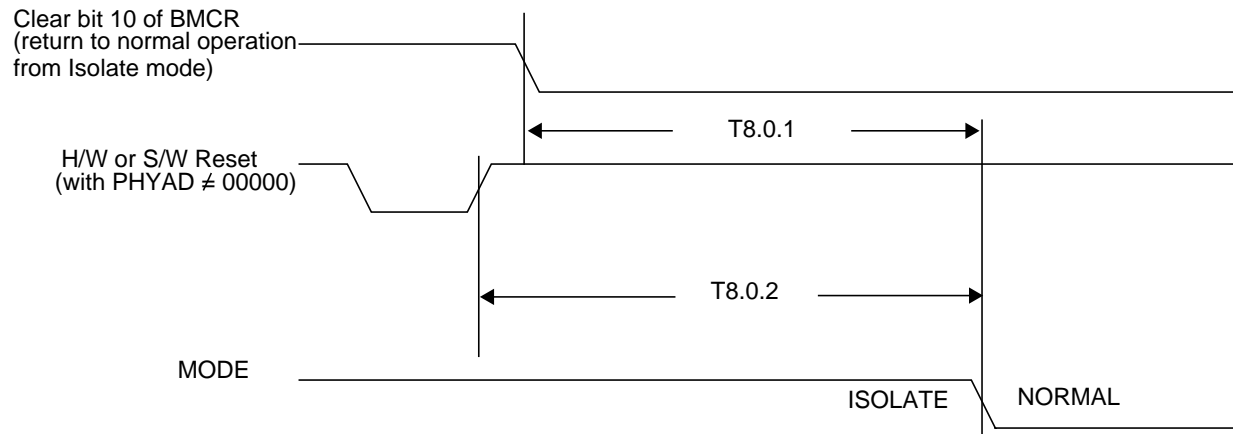 Clear bit 10 of BMCR
(return to normal operation
from Isolate mode)
T8.0.1
H/W or S/W Reset
(with PHYAD ≠ 00000)
T8.0.2
MODE
ISOLATE
NORMAL